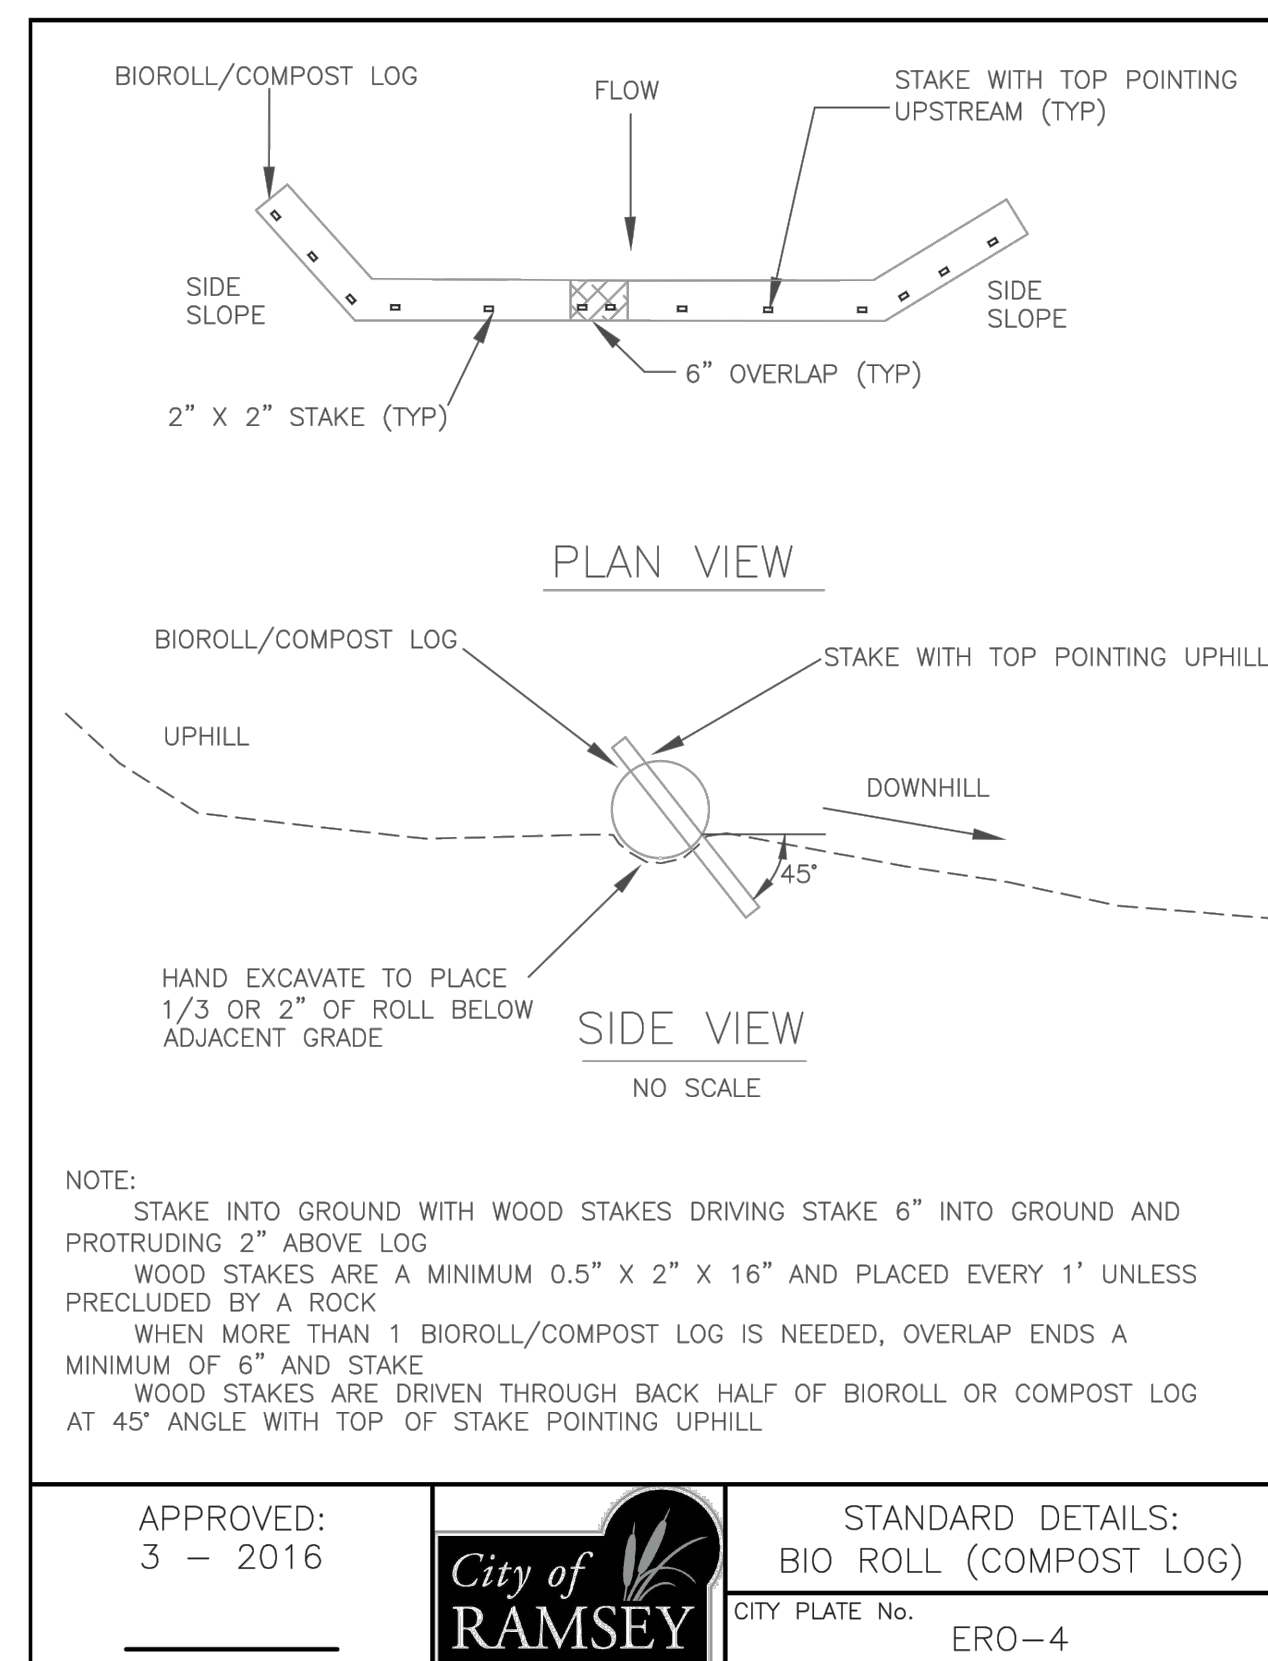 BIOROLL/COMPOST LOG
FLOW
STAKE WITH TOP POINTING
UPSTREAM (TYP)
SIDE
SLOPE
SIDE
SLOPE
6" OVERLAP (TYP)
2" X 2" STAKE (TYP)
PLAN VIEW
BIOROLL/COMPOST LOG
STAKE WITH TOP POINTING UPHILL
UPHILL
DOWNHILL
45°
HAND EXCAVATE TO PLACE
1/3 OR 2" OF ROLL BELOW
ADJACENT GRADE
SIDE VIEW
NO SCALE
NOTE:
STAKE INTO GROUND WITH WOOD STAKES DRIVING STAKE 6" INTO GROUND AND
PROTRUDING 2" ABOVE LOG
WOOD STAKES ARE A MINIMUM 0.5" X 2" X 16" AND PLACED EVERY 1' UNLESS
PRECLUDED BY A ROCK
WHEN MORE THAN 1 BIOROLL/COMPOST LOG IS NEEDED, OVERLAP ENDS A
MINIMUM OF 6" AND STAKE
WOOD STAKES ARE DRIVEN THROUGH BACK HALF OF BIOROLL OR COMPOST LOG
AT 45° ANGLE WITH TOP OF STAKE POINTING UPHILL
APPROVED:
3 – 2016
City of
RAMSEY
STANDARD DETAILS:
BIO ROLL (COMPOST LOG)
CITY PLATE No.
ERO–4